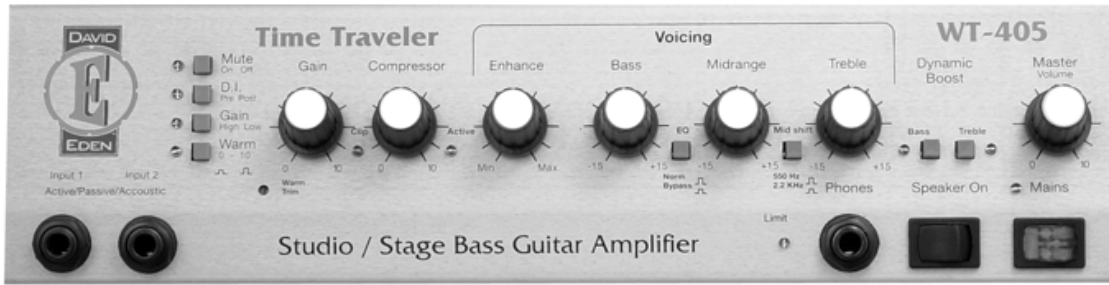 DAVID
E
EDEN
Mute
On Off
D.I.
Pre Post
Gain
High Low
Warm
0 - 10
Input 1 Input 2
Active/Passive/Accoustic
Time Traveler
Gain
0 10
Clip
Warm
Trim
Compressor
0 10
Active
Voicing
Enhance
Min Max
Bass
-15 +15
EQ
Norm
Bypass
Midrange
-15 +15
Mid shift
550 Hz
2.2 KHz
Treble
-15 +15
WT-405
Dynamic
Boost
Bass Treble
Master
Volume
0 10
Studio / Stage Bass Guitar Amplifier
Limit
Phones
Speaker On
Mains